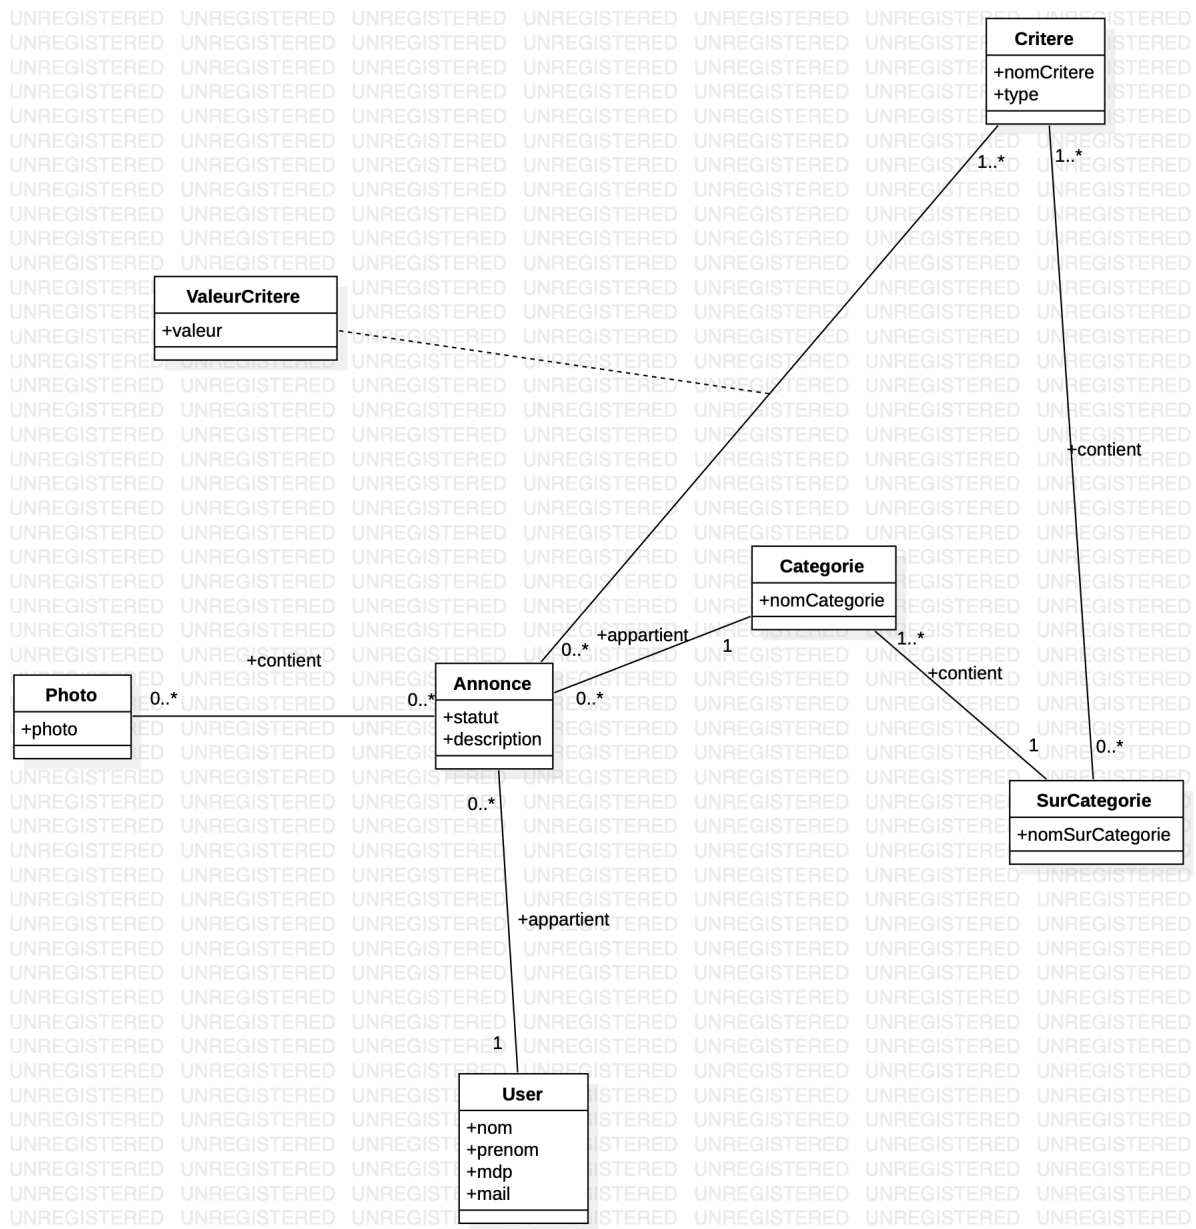 Critere
+nomCritere
+type
1..*
1..*
ValeurCritere
+valeur
+contient
Categorie
+nomCategorie
+appartient
0..*
1
1..*
+contient
+contient
Photo
+photo
0..*
0..*
Annonce
+statut
+description
0..*
1
0..*
SurCategorie
+nomSurCategorie
0..*
+appartient
1
User
+nom
+prenom
+mdp
+mail
UNREGISTERED